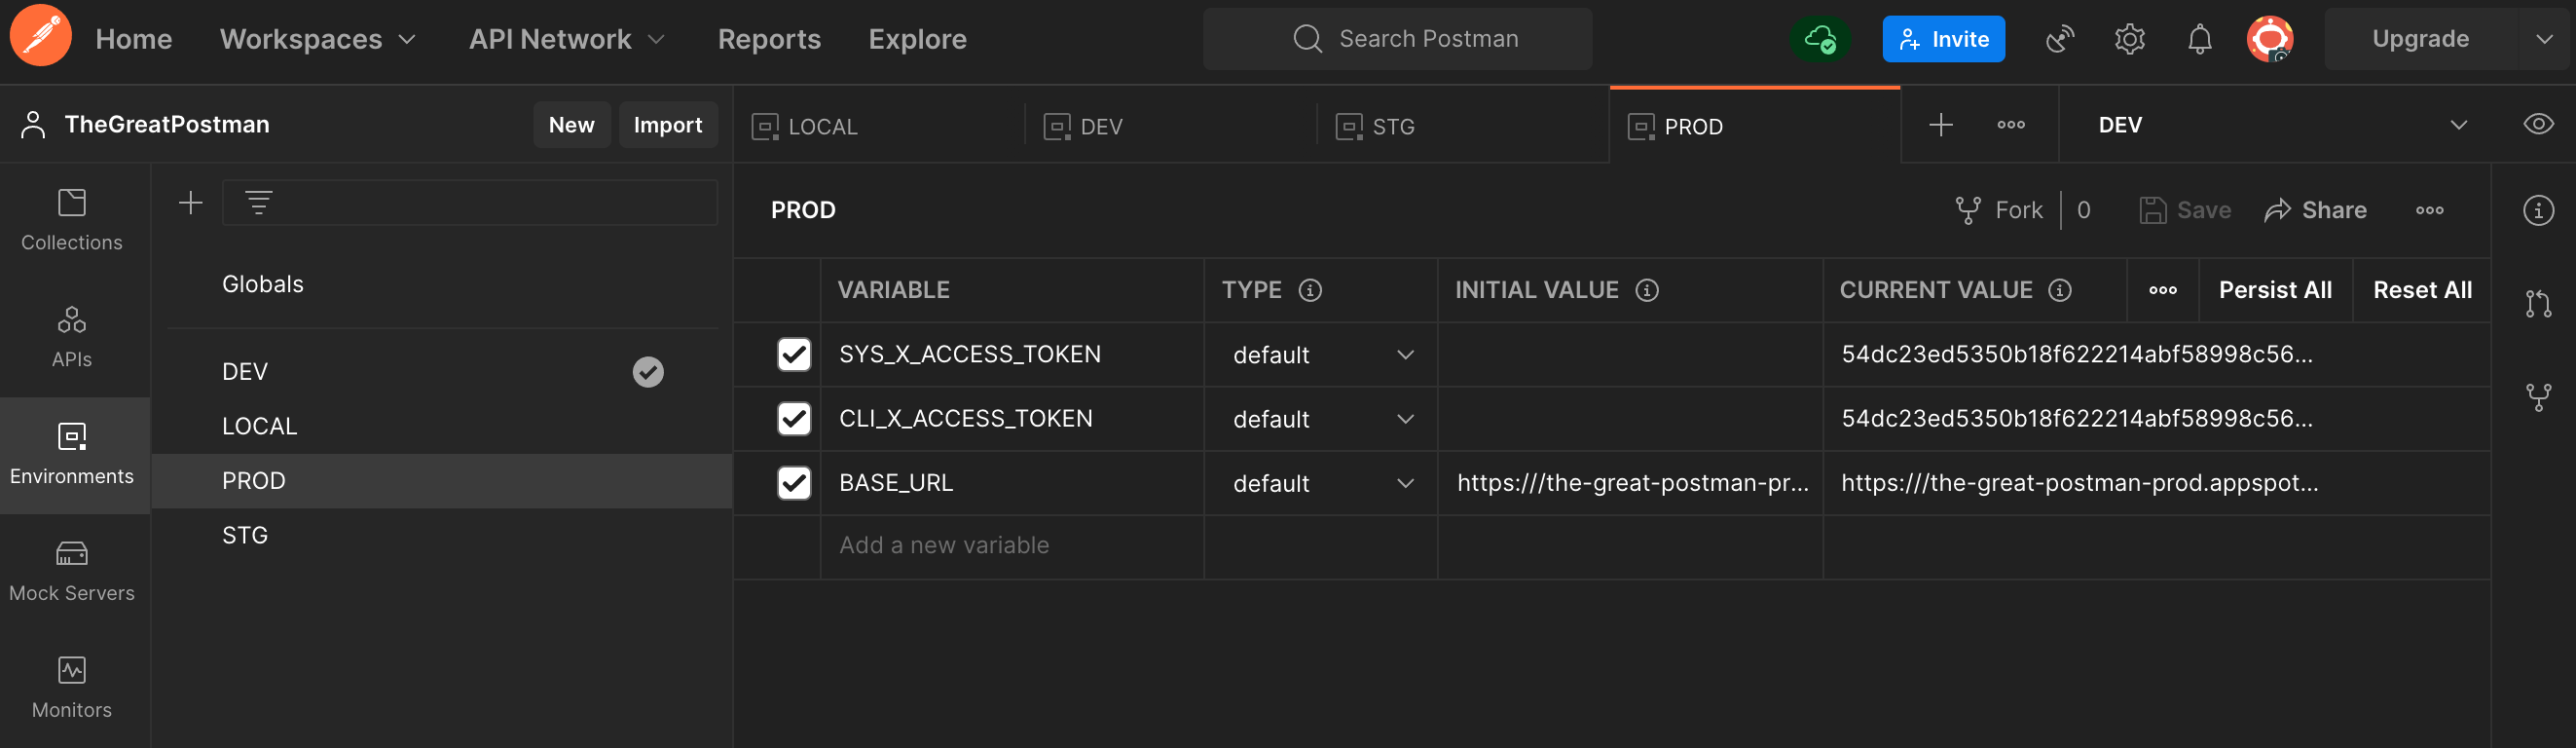 Home Workspaces API Network Reports Explore Search Postman Invite Upgrade
TheGreatPostman New Import LOCAL DEV STG PROD DEV
Collections
APIs
Environments
Mock Servers
Monitors
Globals
DEV
LOCAL
PROD
STG
PROD Fork 0 Save Share
VARIABLE TYPE INITIAL VALUE CURRENT VALUE Persist All Reset All
SYS_X_ACCESS_TOKEN default 54dc23ed5350b18f622214abf58998c56...
CLI_X_ACCESS_TOKEN default 54dc23ed5350b18f622214abf58998c56...
BASE_URL default https:///the-great-postman-pr... https:///the-great-postman-prod.appspot...
Add a new variable